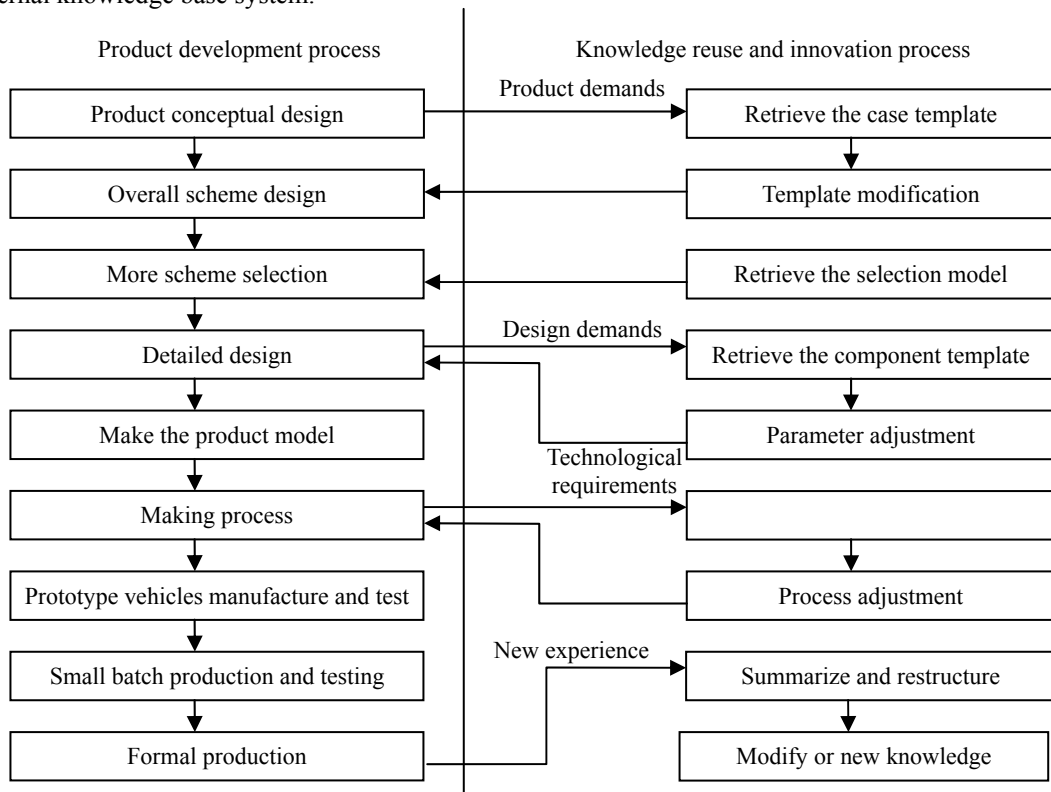 Product development process
Knowledge reuse and innovation process
Product demands
Product conceptual design
Retrieve the case template
Overall scheme design
Template modification
More scheme selection
Retrieve the selection model
Design demands
Detailed design
Retrieve the component template
Make the product model
Parameter adjustment
Technological
requirements
Making process
Prototype vehicles manufacture and test
Process adjustment
New experience
Small batch production and testing
Summarize and restructure
Formal production
Modify or new knowledge